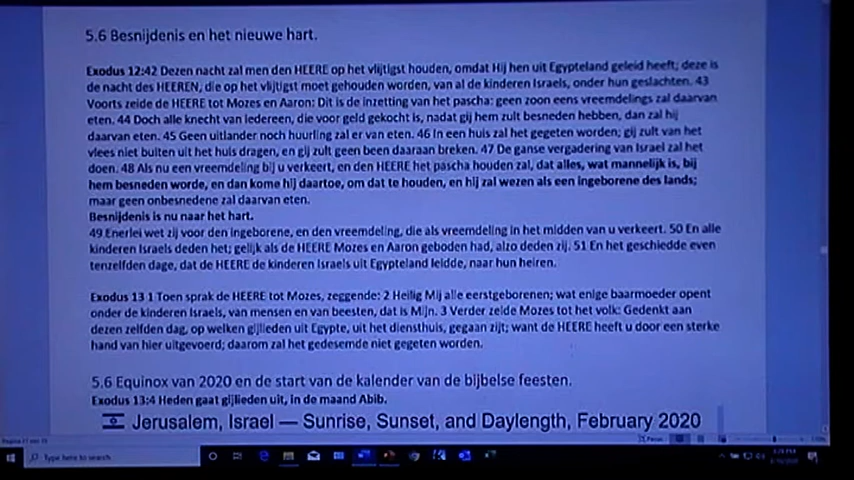 5.6 Besnijdenis en het nieuwe hart.
Exodus 12:42 Dezen nacht zal men den HEERE op het vlijtigst houden, omdat Hij hen uit Egypteland geleid heeft; deze is
de nacht des HEEREN, die op het vlijtigst moet gehouden worden, van al de kinderen Israels, onder hun geslachten. 43
Voorts zeide de HEERE tot Mozes en Aaron: Dit is de inzetting van het pascha: geen zoon eens vreemdelings zal daarvan
eten. 44 Doch alle knecht van iedereen, die voor geld gekocht is, nadat gij hem zult besneden hebben, dan zal hij
daarvan eten. 45 Geen uitlander noch huurling zal er van eten. 46 In een huis zal het gegeten worden; gij zult van het
vlees niet buiten uit het huis dragen, en gij zult geen been daaraan breken. 47 De ganse vergadering van Israel zal het
doen. 48 Als nu een vreemdeling bij u verkeert, en den HEERE het pascha houden zal, dat alles, wat mannelijk is, bij
hem besneden worde, en dan kome hij daartoe, om dat te houden, en hij zal wezen als een ingeborene des lands;
maar geen onbesnedene zal daarvan eten.
Besnijdenis is nu naar het hart.
49 Enerlei wet zij voor den ingeborene, en den vreemdeling, die als vreemdeling in het midden van u verkeert. 50 En alle
kinderen Israels deden het; gelijk als de HEERE Mozes en Aaron geboden had, alzo deden zij. 51 En het geschiedde even
tenzelfden dage, dat de HEERE de kinderen Israels uit Egypteland leidde, naar hun heiren.
Exodus 13 1 Toen sprak de HEERE tot Mozes, zeggende: 2 Heilig Mij alle eerstgeborenen; wat enige baarmoeder opent
onder de kinderen Israels, van mensen en van beesten, dat is Mijn. 3 Verder zeide Mozes tot het volk: Gedenkt aan
dezen zelfden dag, op welken gijlieden uit Egypte, uit het diensthuis, gegaan zijt; want de HEERE heeft u door een sterke
hand van hier uitgevoerd; daarom zal het gedesemde niet gegeten worden.
5.6 Equinox van 2020 en de start van de kalender van de bijbelse feesten.
Exodus 13:4 Heden gaat gijlieden uit, in de maand Abib.
Jerusalem, Israel — Sunrise, Sunset, and Daylength, February 2020
Focus
Type here to search